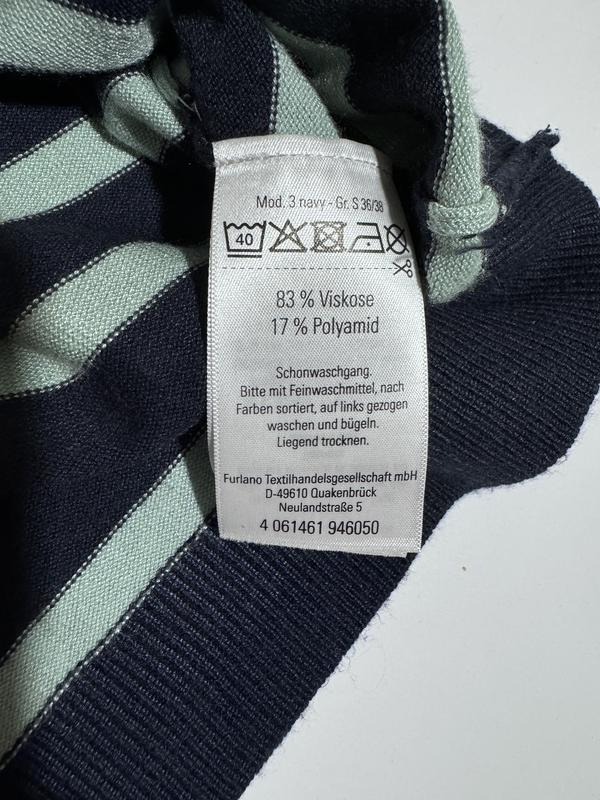 Mod. 3 navy - Gr. S 36/38
40
83 % Viskose
17 % Polyamid
Schonwaschgang.
Bitte mit Feinwaschmittel, nach
Farben sortiert, auf links gezogen
waschen und bügeln.
Liegend trocknen.
Furlano Textilhandelsgesellschaft mbH
D-49610 Quakenbrück
Neulandstraße 5
4 061461 946050